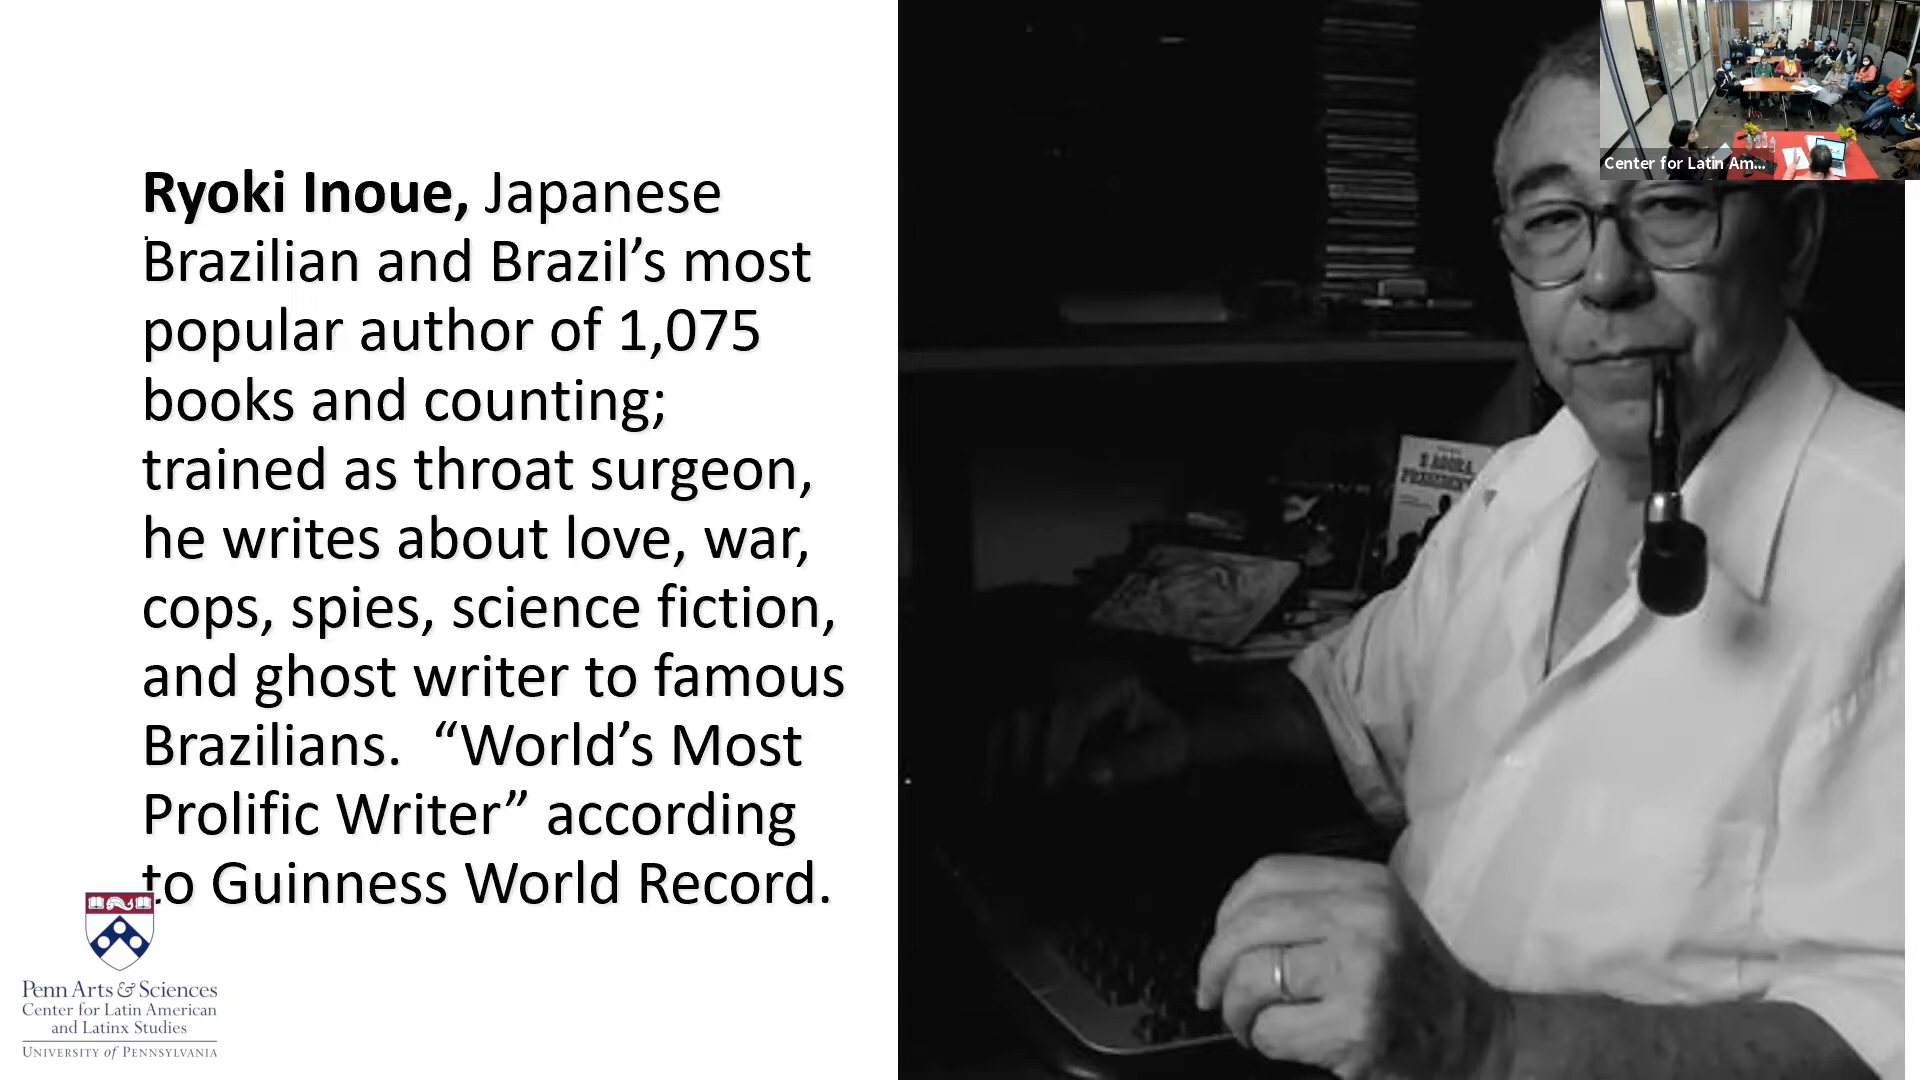 Ryoki Inoue, Japanese
Brazilian and Brazil’s most
popular author of 1,075
books and counting;
trained as throat surgeon,
he writes about love, war,
cops, spies, science fiction,
and ghost writer to famous
Brazilians.  “World’s Most
Prolific Writer” according
to Guinness World Record.
Penn Arts & Sciences
Center for Latin American
and Latinx Studies
UNIVERSITY of PENNSYLVANIA
Center for Latin Am...
E AGORA,
PRESIDENTE